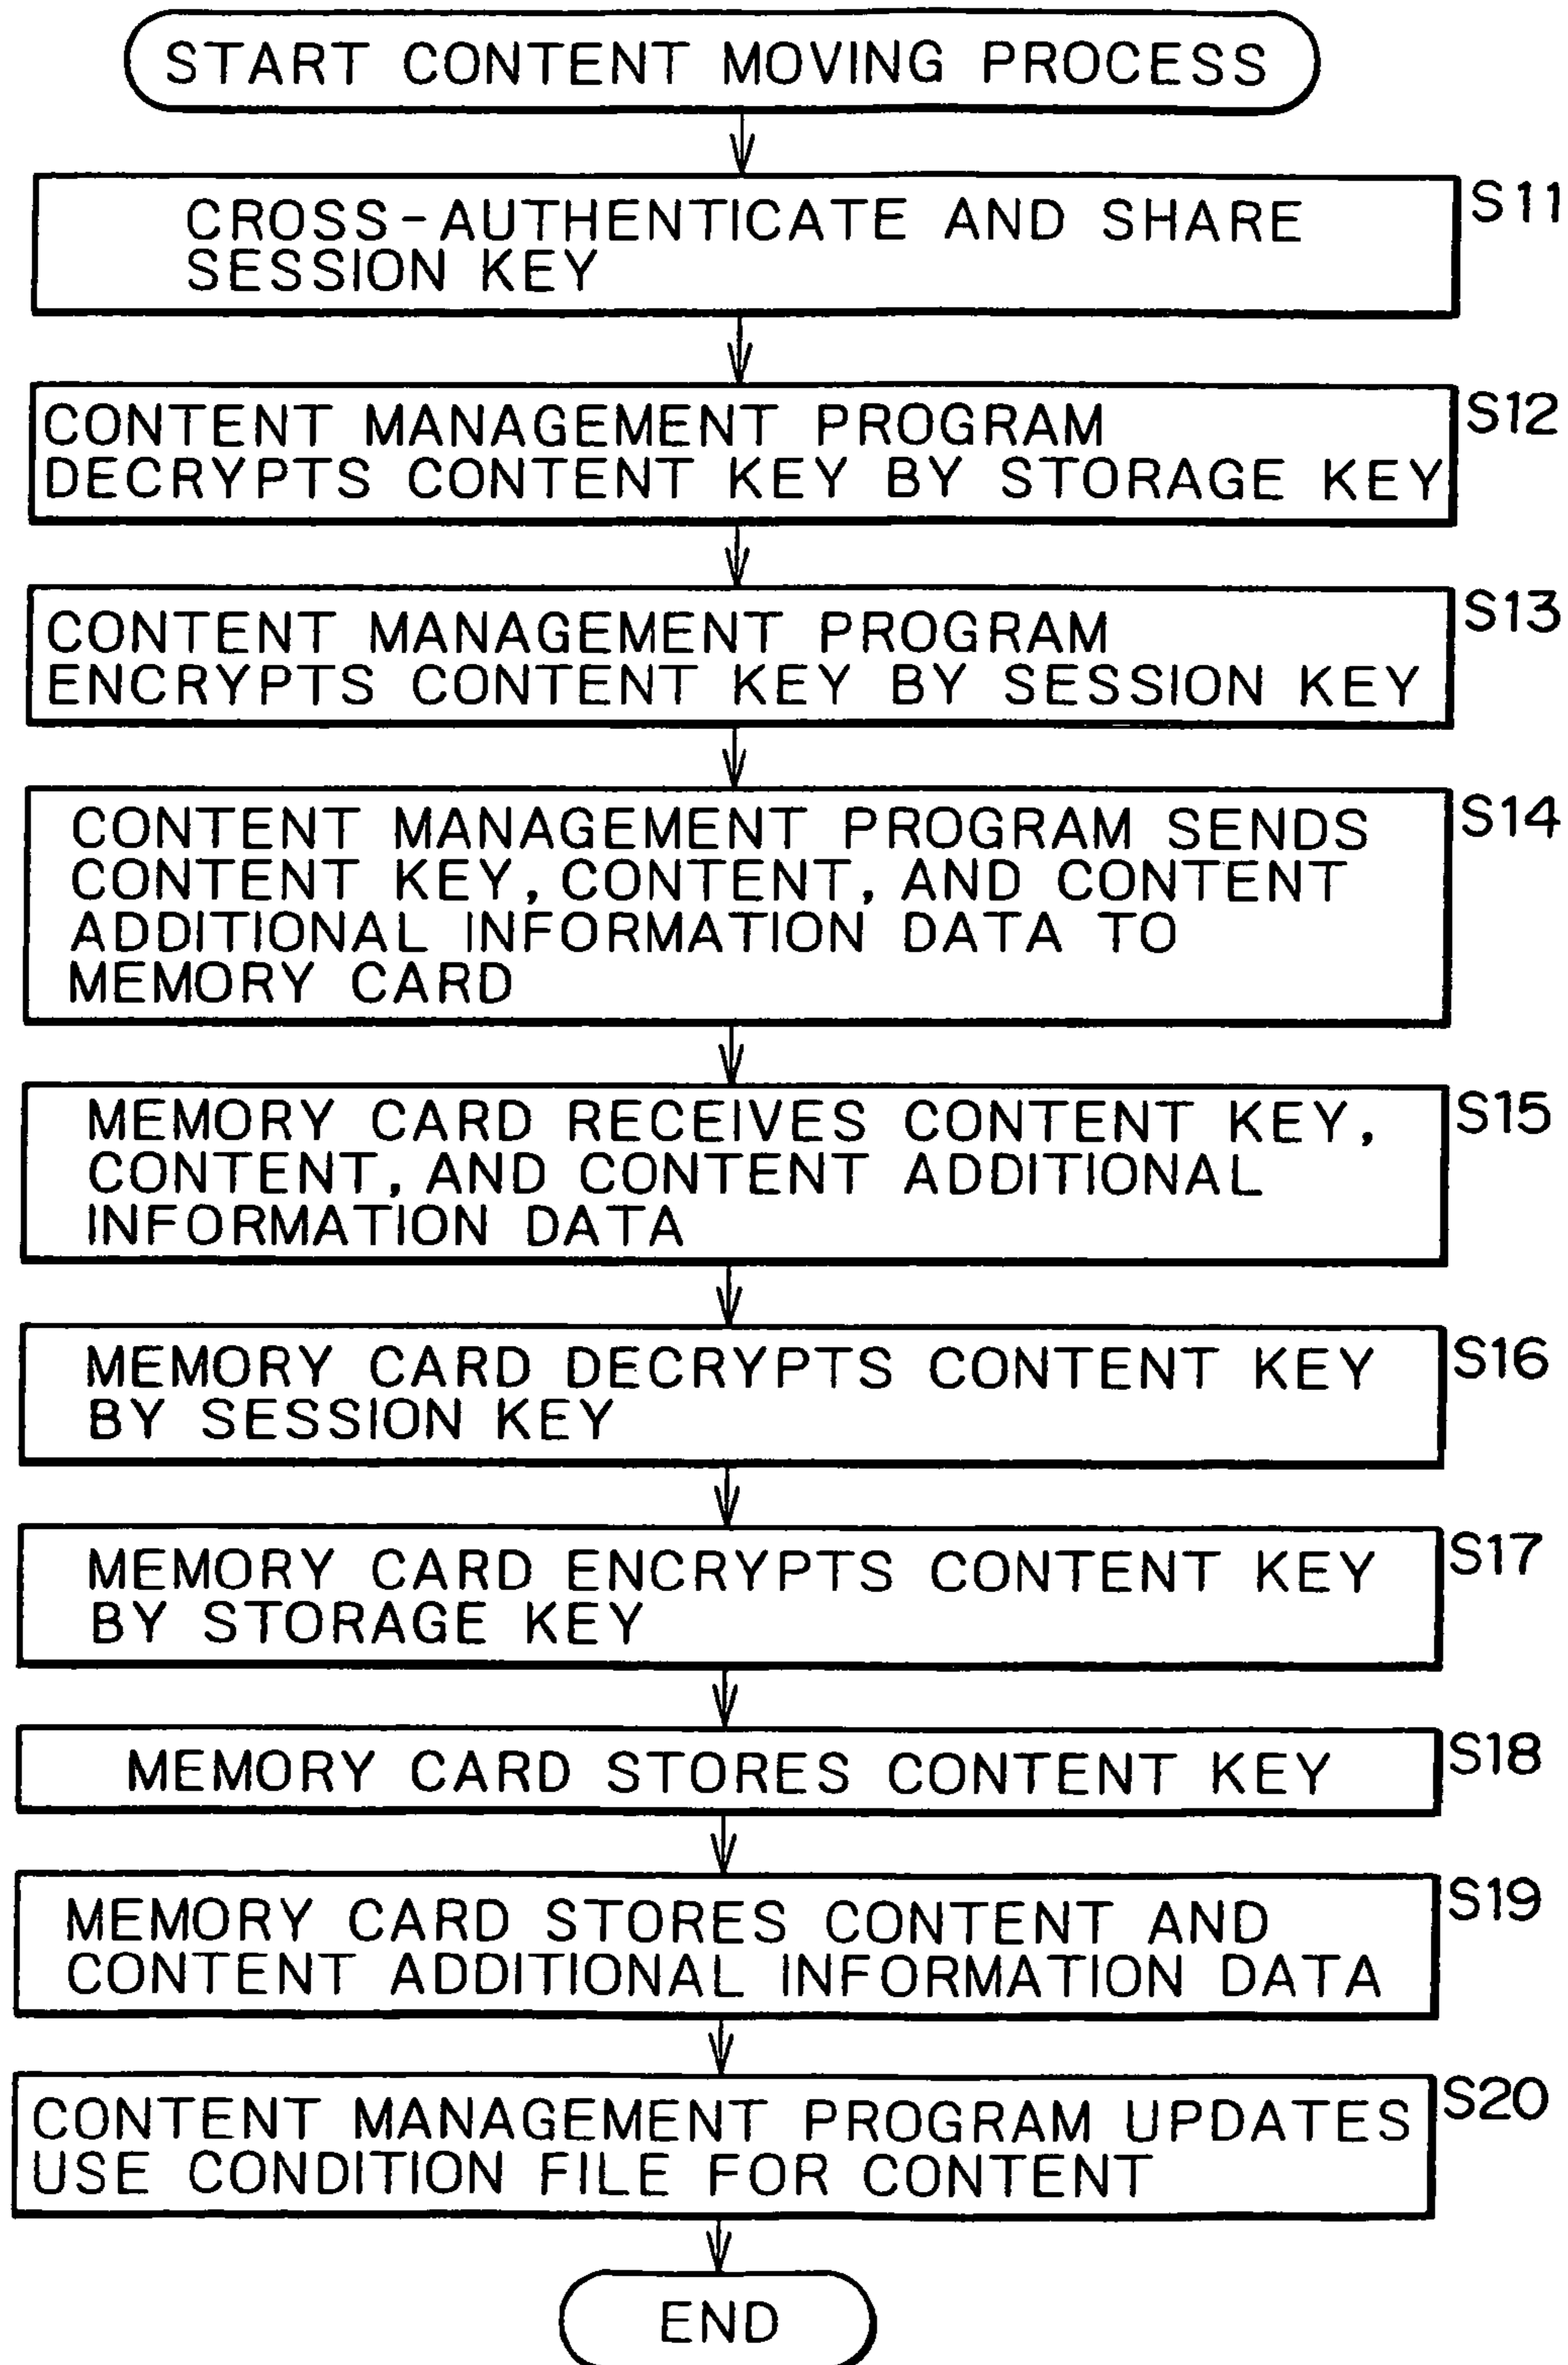 START CONTENT MOVING PROCESS
CROSS-AUTHENTICATE AND SHARE
SESSION KEY
S11
CONTENT MANAGEMENT PROGRAM
DECRYPTS CONTENT KEY BY STORAGE KEY
S12
CONTENT MANAGEMENT PROGRAM
ENCRYPTS CONTENT KEY BY SESSION KEY
S13
CONTENT MANAGEMENT PROGRAM SENDS
CONTENT KEY, CONTENT, AND CONTENT
ADDITIONAL INFORMATION DATA TO
MEMORY CARD
S14
MEMORY CARD RECEIVES CONTENT KEY,
CONTENT, AND CONTENT ADDITIONAL
INFORMATION DATA
S15
MEMORY CARD DECRYPTS CONTENT KEY
BY SESSION KEY
S16
MEMORY CARD ENCRYPTS CONTENT KEY
BY STORAGE KEY
S17
MEMORY CARD STORES CONTENT KEY
S18
MEMORY CARD STORES CONTENT AND
CONTENT ADDITIONAL INFORMATION DATA
S19
CONTENT MANAGEMENT PROGRAM UPDATES
USE CONDITION FILE FOR CONTENT
S20
END